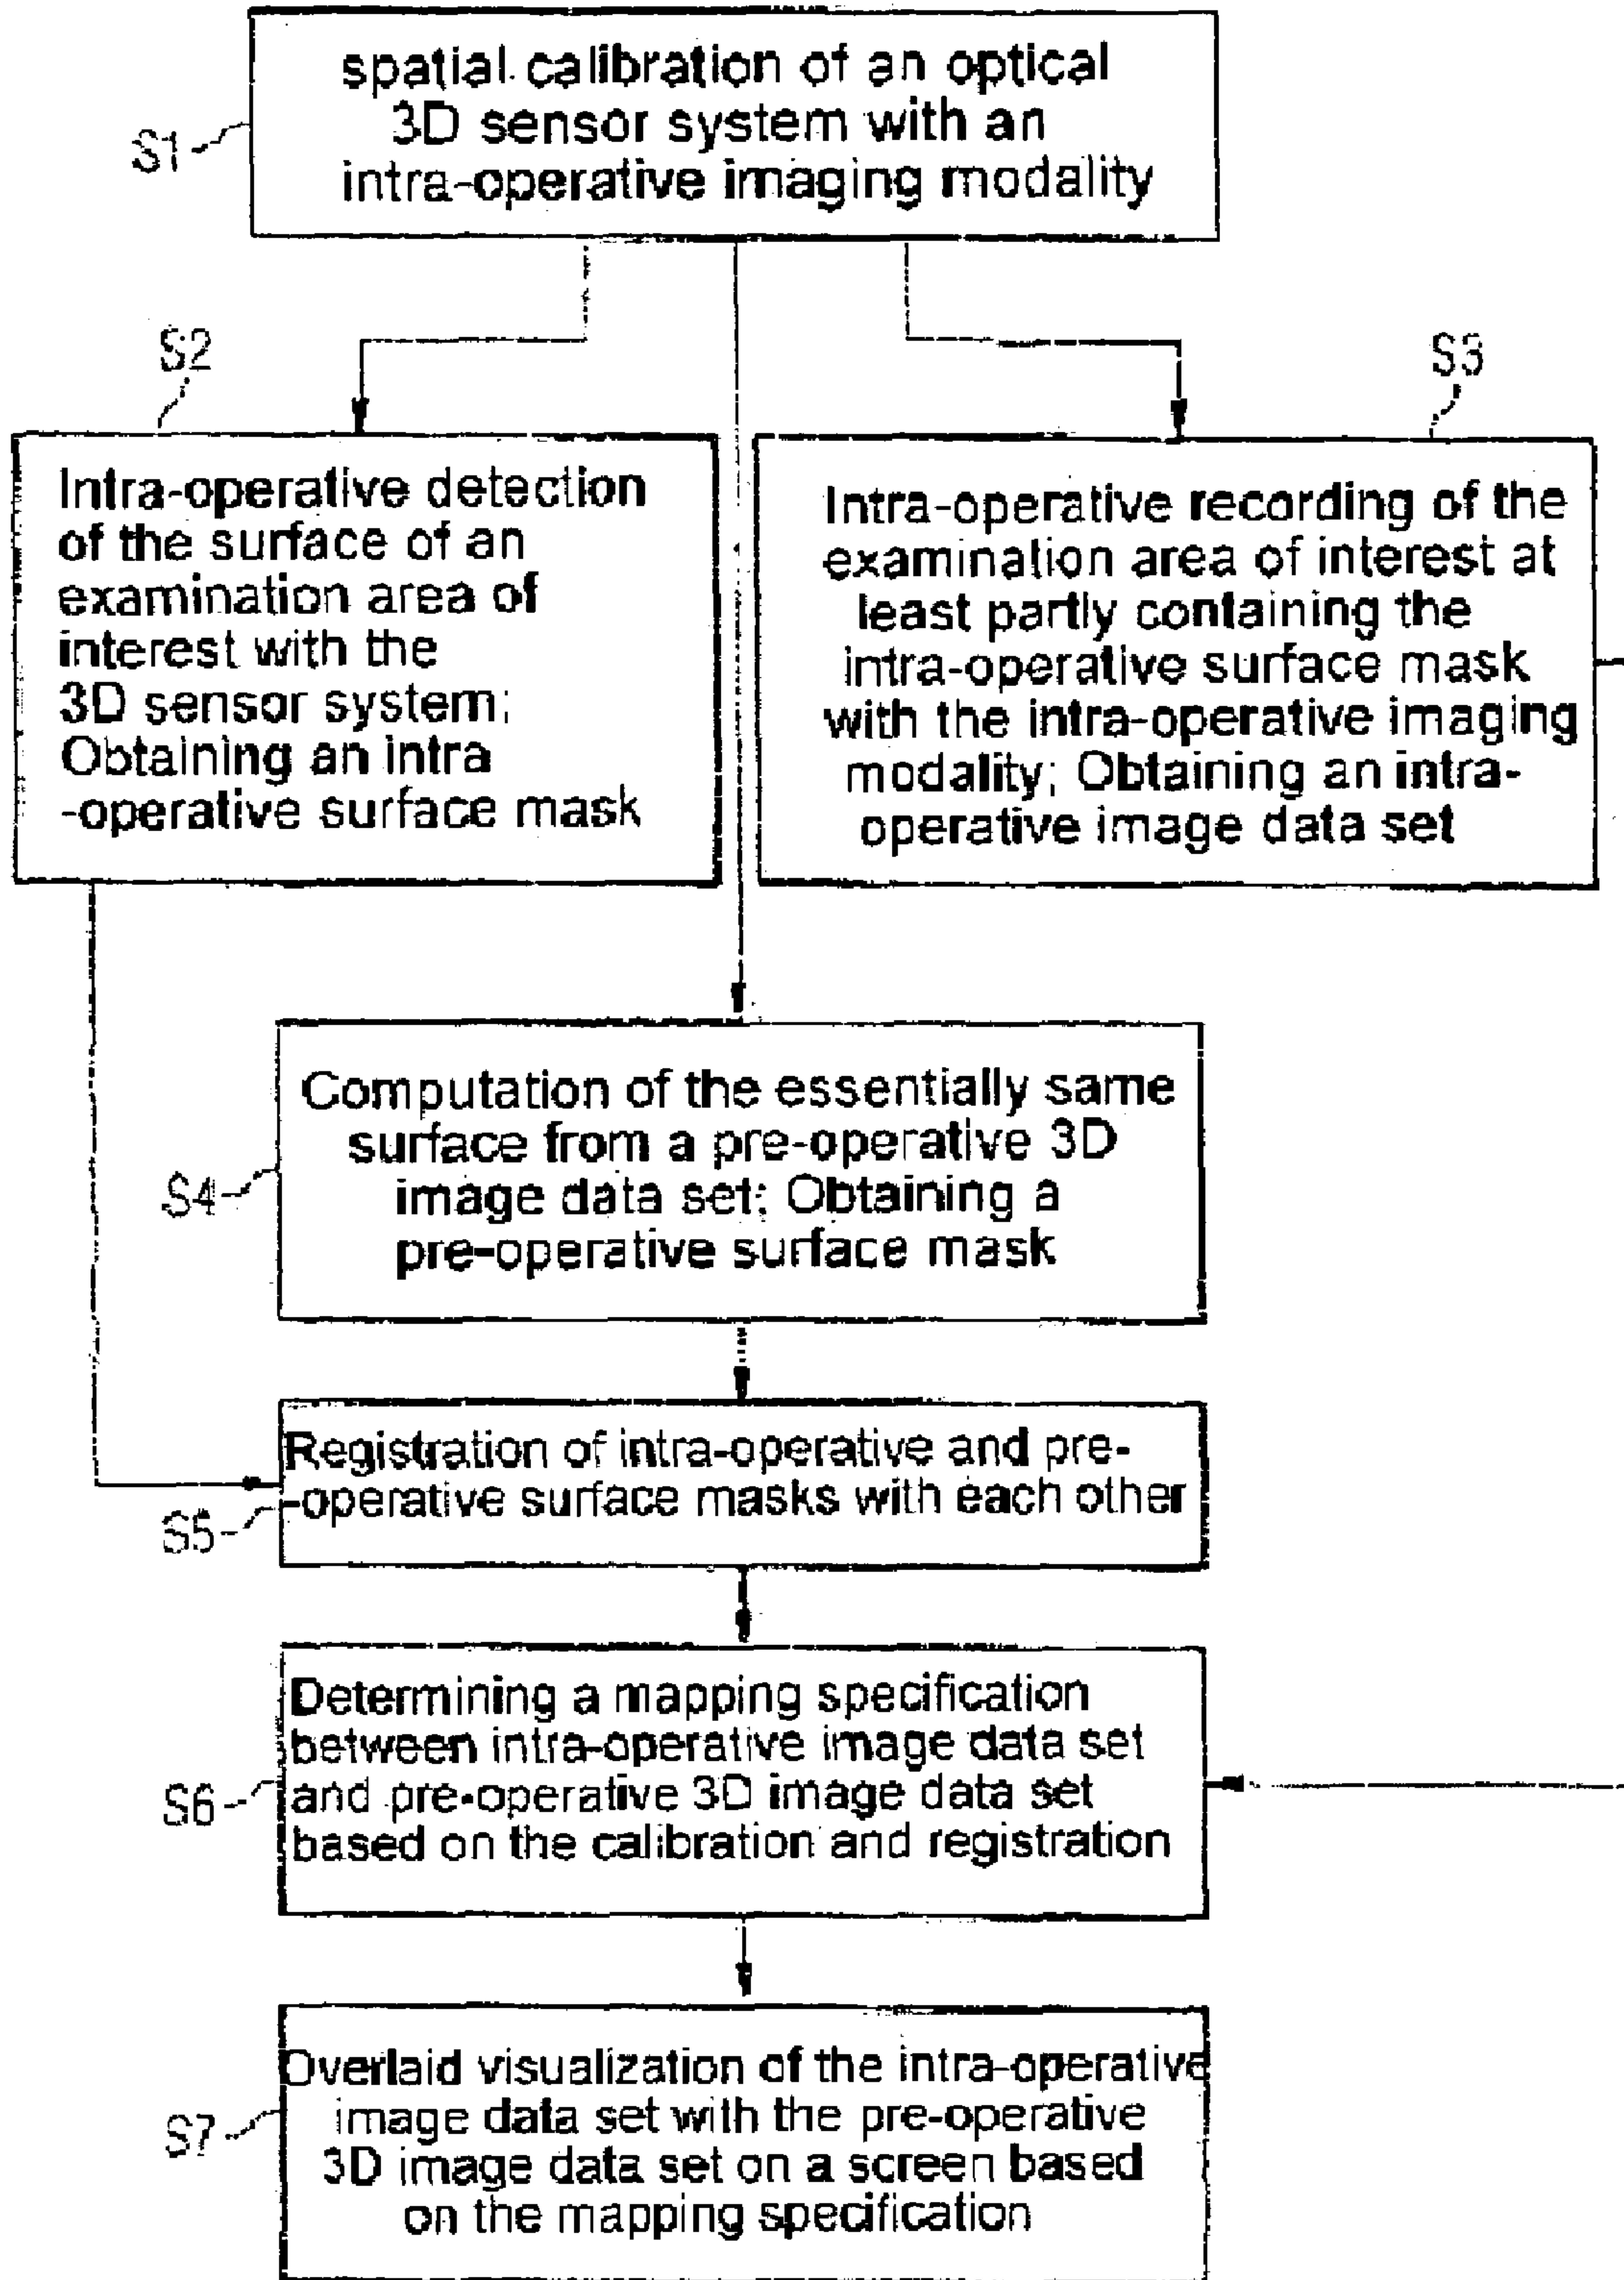 spatial calibration of an optical
3D sensor system with an
intra-operative imaging modality
S1
S2
Intra-operative detection
of the surface of an
examination area of
interest with the
3D sensor system;
Obtaining an intra
-operative surface mask
S3
Intra-operative recording of the
examination area of interest at
least partly containing the
intra-operative surface mask
with the intra-operative imaging
modality; Obtaining an intra-
operative image data set
S4
Computation of the essentially same
surface from a pre-operative 3D
image data set; Obtaining a
pre-operative surface mask
S5
Registration of intra-operative and pre-
-operative surface masks with each other
S6
Determining a mapping specification
between intra-operative image data set
and pre-operative 3D image data set
based on the calibration and registration
S7
Overlaid visualization of the intra-operative
image data set with the pre-operative
3D image data set on a screen based
on the mapping specification